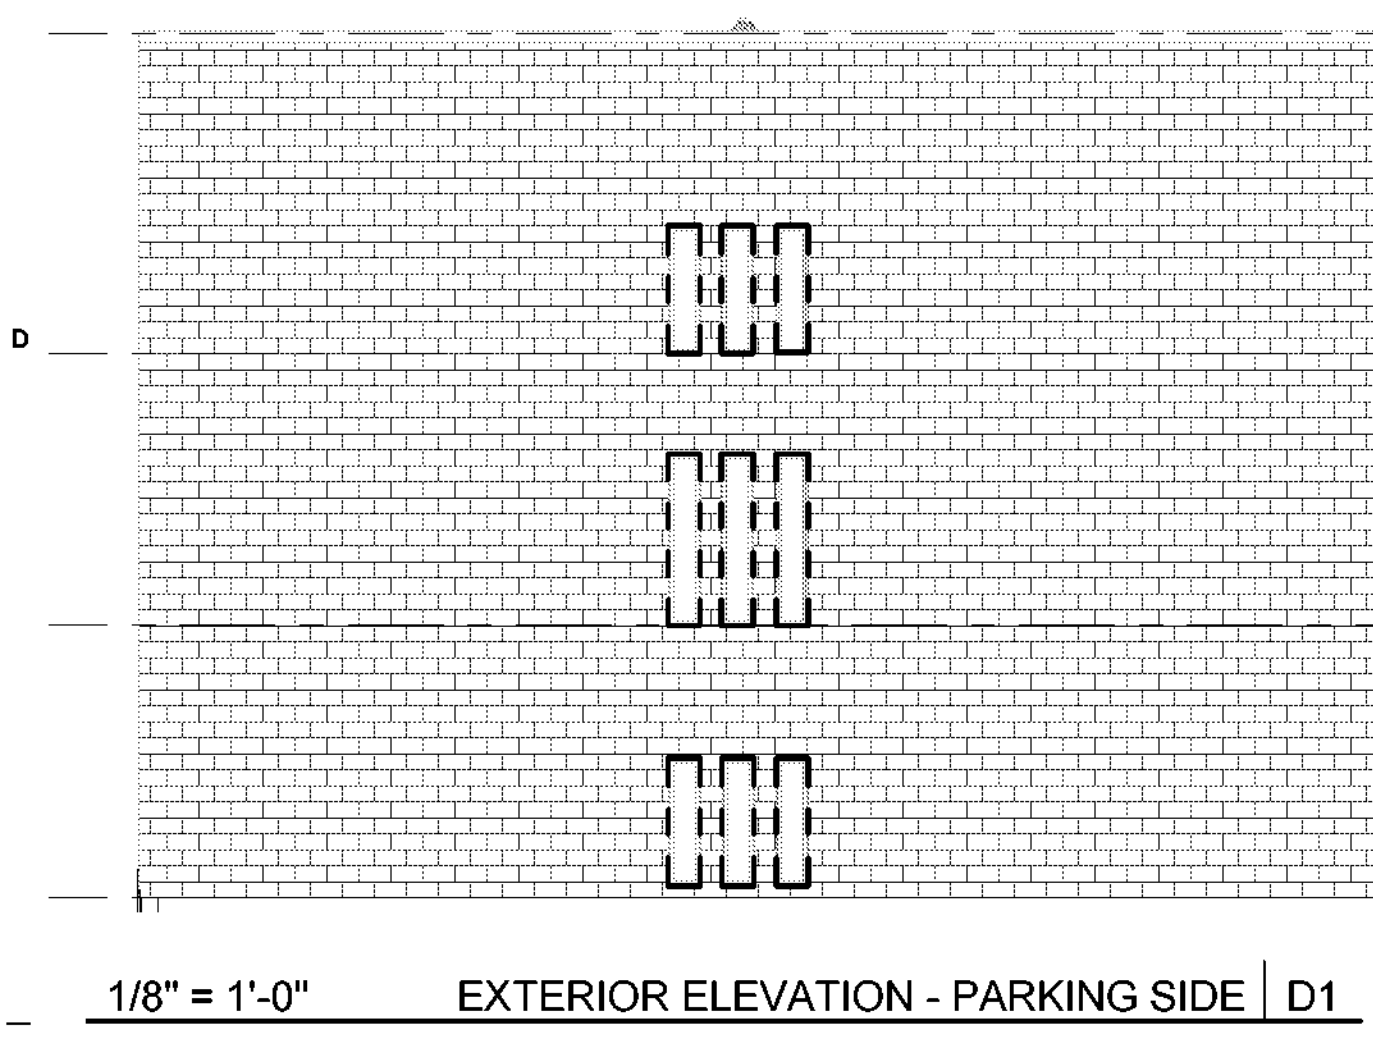 D
1/8" = 1'-0" EXTERIOR ELEVATION - PARKING SIDE D1